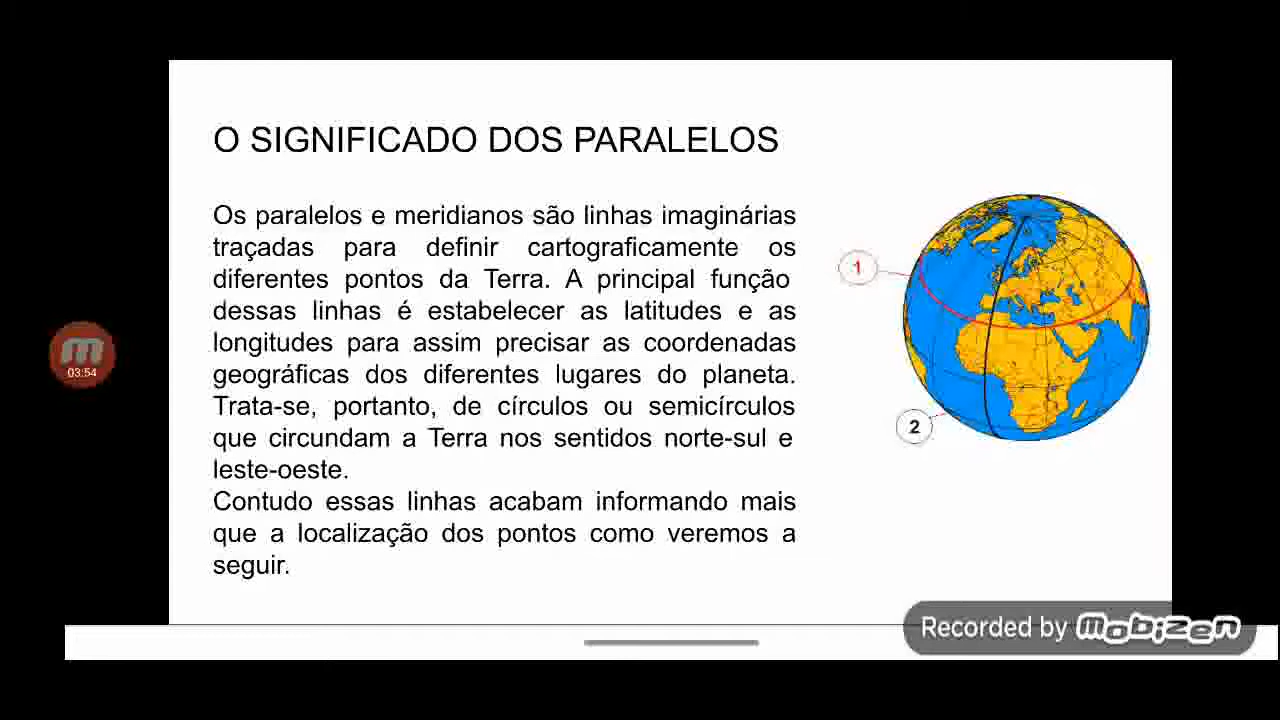 O SIGNIFICADO DOS PARALELOS
Os paralelos e meridianos são linhas imaginárias
traçadas para definir cartograficamente os
diferentes pontos da Terra. A principal função
dessas linhas é estabelecer as latitudes e as
longitudes para assim precisar as coordenadas
geográficas dos diferentes lugares do planeta.
Trata-se, portanto, de círculos ou semicírculos
que circundam a Terra nos sentidos norte-sul e
leste-oeste.
Contudo essas linhas acabam informando mais
que a localização dos pontos como veremos a
seguir.
1
2
03:54
Recorded by Mobizen